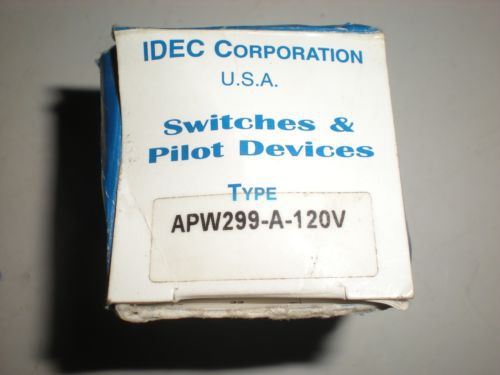 IDEC CORPORATION
U.S.A.
Switches &
Pilot Devices
TYPE
APW299-A-120V